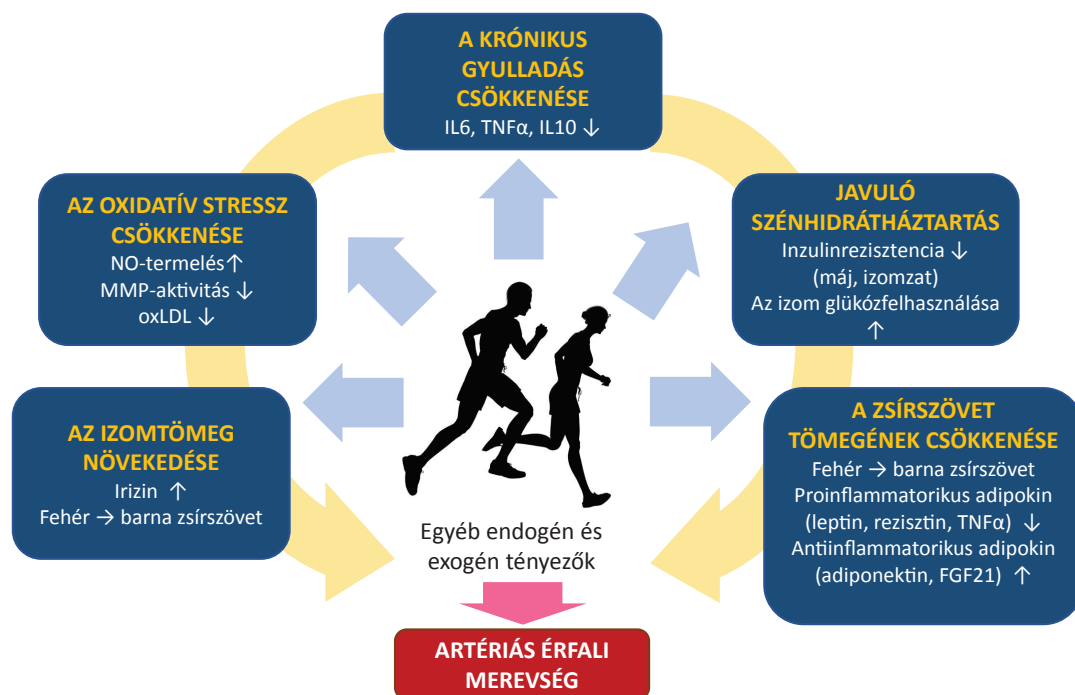 A KRÓNIKUS
GYULLADÁS
CSÖKKENÉSE
IL6, TNFα, IL10 ↓
AZ OXIDATÍV STRESSZ
CSÖKKENÉSE
NO-termelés↑
MMP-aktivitás ↓
oxLDL ↓
JAVULÓ
SZÉNHIDRÁTHÁZTARTÁS
Inzulinrezisztencia ↓
(máj, izomzat)
Az izom glükózfelhasználása
↑
AZ IZOMTÖMEG
NÖVEKEDÉSE
Irizin ↑
Fehér → barna zsírszövet
A ZSÍRSZÖVET
TÖMEGÉNEK CSÖKKENÉSE
Fehér → barna zsírszövet
Proinflammatorikus adipokin
(leptin, rezisztin, TNFα) ↓
Antiinflammatorikus adipokin
(adiponektin, FGF21) ↑
Egyéb endogén és
exogén tényezők
ARTÉRIÁS ÉRFALI
MEREVSÉG